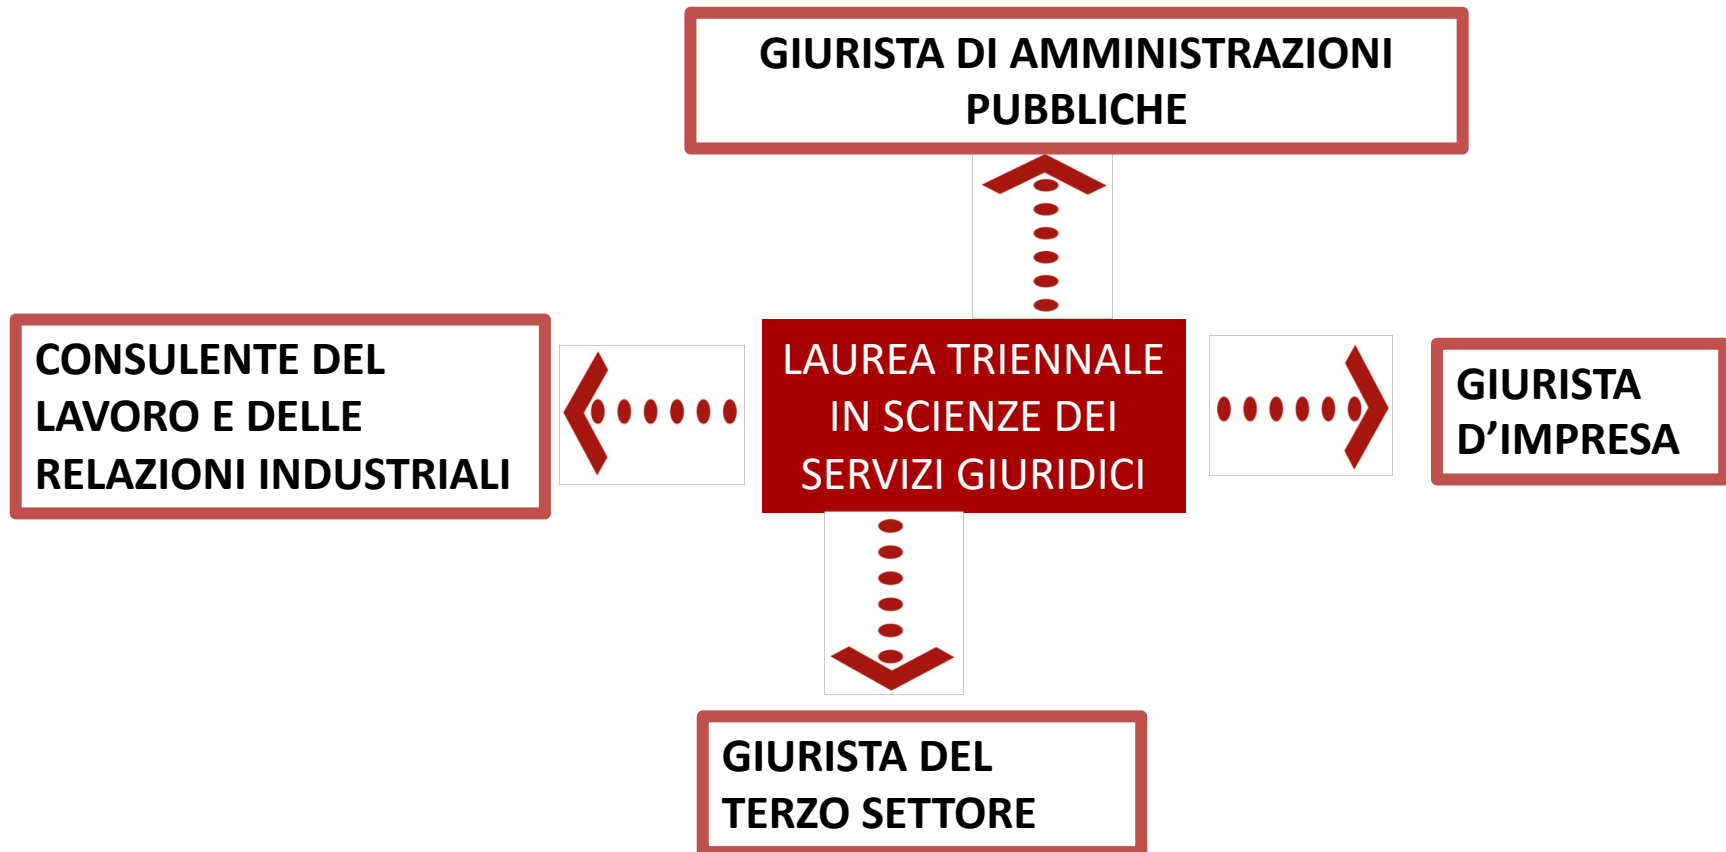 GIURISTA DI AMMINISTRAZIONI
PUBBLICHE
CONSULENTE DEL
LAVORO E DELLE
RELAZIONI INDUSTRIALI
LAUREA TRIENNALE
IN SCIENZE DEI
SERVIZI GIURIDICI
GIURISTA
D’IMPRESA
GIURISTA DEL
TERZO SETTORE